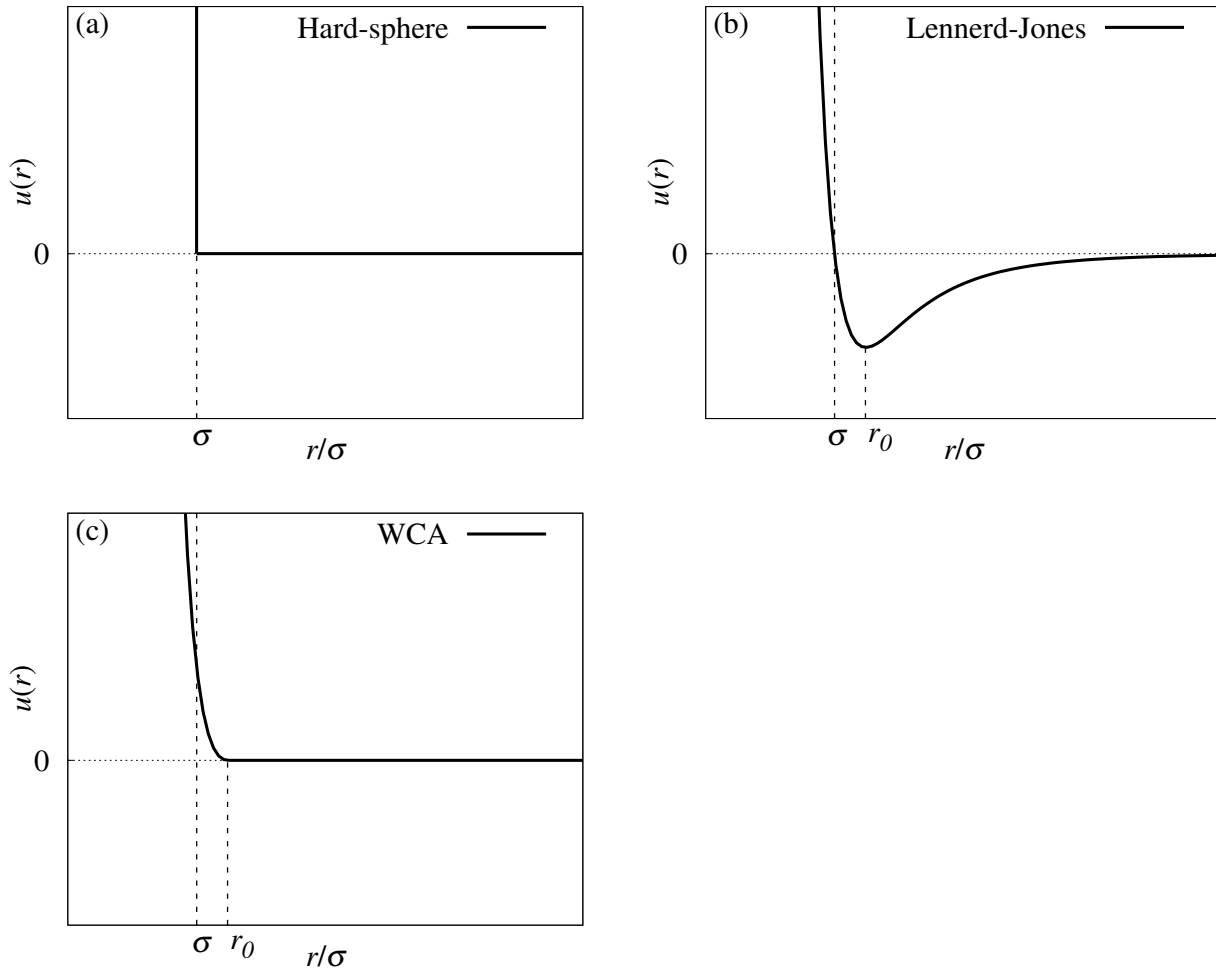 (a)
Hard-sphere
u(r)
0
σ
r/σ
(b)
Lennerd-Jones
u(r)
0
σ r0
r/σ
(c)
WCA
u(r)
0
σ r0
r/σ